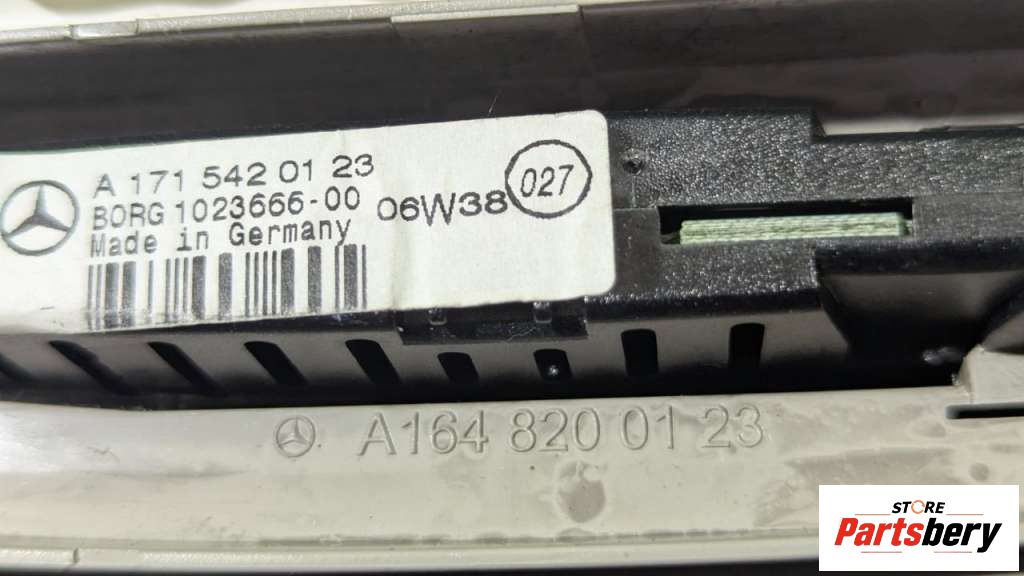 A 171 542 01 23
BORG 1023666-00
06W38
027
Made in Germany
A164 820 01 23
STORE
Partsbery